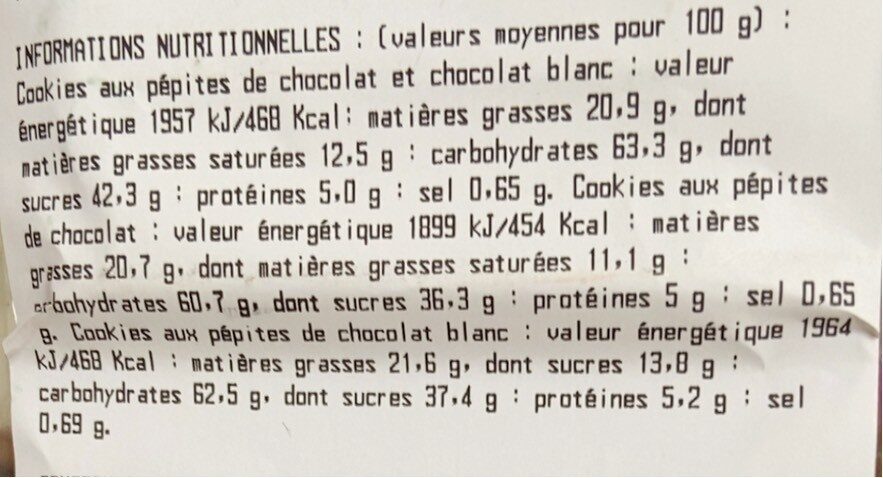 INFORMATIONS NUTRITIONNELLES : (valeurs moyennes pour 100 g) :
Cookies aux pépites de chocolat et chocolat blanc : valeur
énergétique 1957 kJ/468 Kcal: matières grasses 20,9 g, dont
matières grasses saturées 12,5 g : carbohydrates 63,3 g, dont
sucres 42,3 g : protéines 5,0 g : sel 0,65 g. Cookies aux pépites
de chocolat : valeur énergétique 1899 kJ/454 Kcal : matières
grasses 20,7 g, dont matières grasses saturées 11,1 g :
carbohydrates 60,7 g, dont sucres 36,3 g : protéines 5 g : sel 0,65
g. Cookies aux pépites de chocolat blanc : valeur énergétique 1964
kJ/468 Kcal : matières grasses 21,6 g, dont sucres 13,8 g :
carbohydrates 62,5 g, dont sucres 37,4 g : protéines 5,2 g : sel
0,69 g.